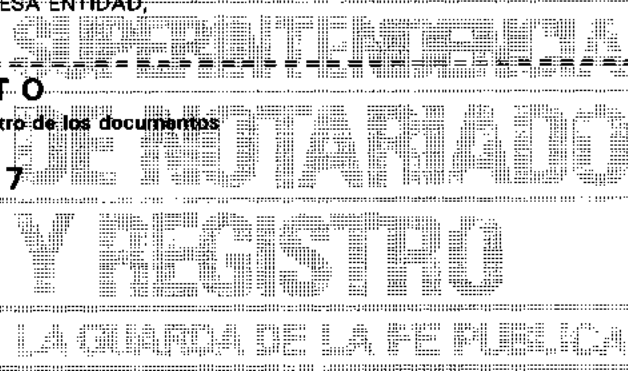 ESA ENTIDAD,
SUPERINTENDENCIA
T O
tro de los documentos
DE NOTARIADO
7
Y REGISTRO
LA GUARDA DE LA FE PUBLICA